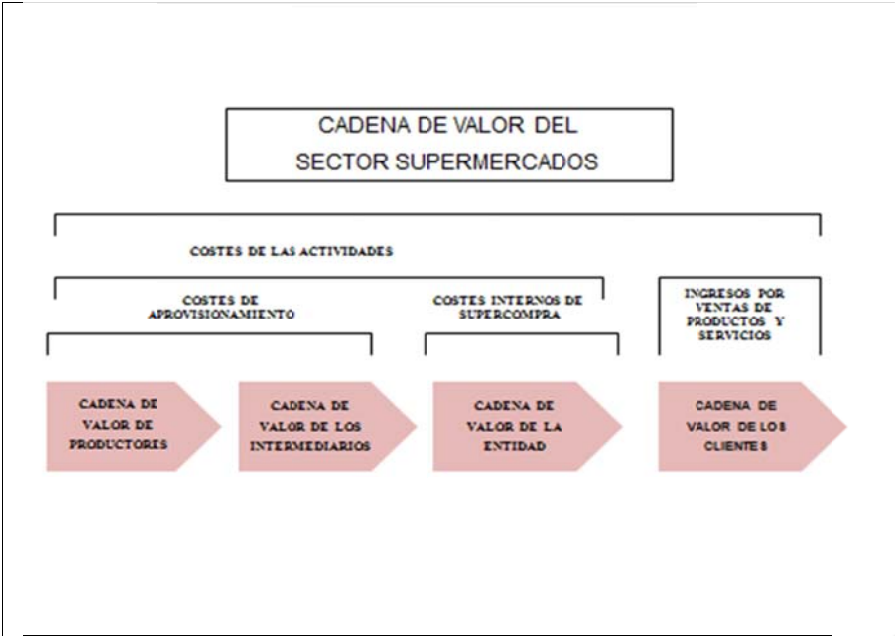 CADENA DE VALOR DEL
SECTOR SUPERMERCADOS
COSTES DE LAS ACTIVIDADES
COSTES DE
APROVISIONAMIENTO
COSTES INTERNOS DE
SUPERCOMPRA
INGRESOS POR
VENTAS DE
PRODUCTOS Y
SERVICIOS
CADENA DE
VALOR DE
PRODUCTORES
CADENA DE
VALOR DE LOS
INTERMEDIARIOS
CADENA DE
VALOR DE LA
ENTIDAD
CADENA DE
VALOR DE LOS
CLIENTES